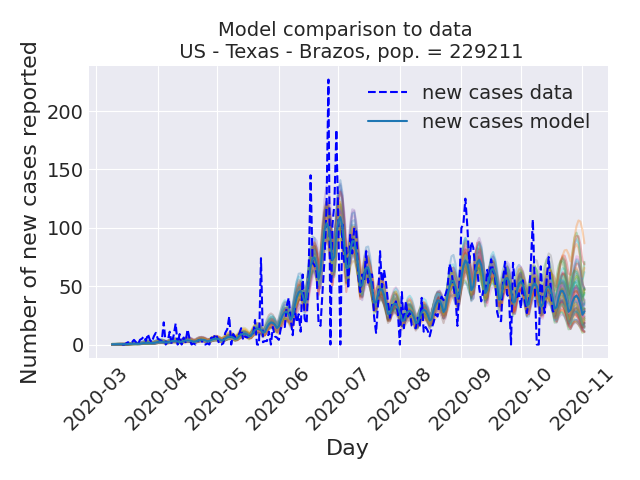 Model comparison to data
US - Texas - Brazos, pop. = 229211
Number of new cases reported
new cases data
new cases model
200
150
100
50
0
2020-03
2020-04
2020-05
2020-06
2020-07
2020-08
2020-09
2020-10
2020-11
Day